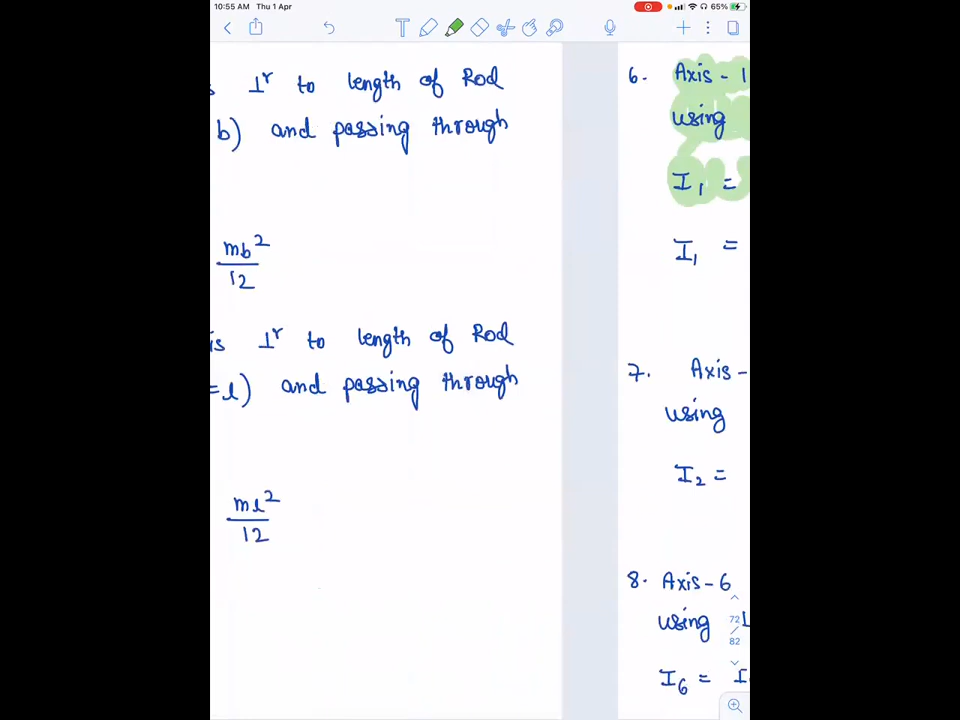 10:55 AM Thu 1 Apr
65%
⊥r to length of Rod
b) and passing through
mb²
12
is ⊥r to length of Rod
=l) and passing through
ml²
12
6. Axis - 1
using
I₁ =
I₁ =
7. Axis -
using
I₂ =
8. Axis - 6
using
72
82
I₆ = I